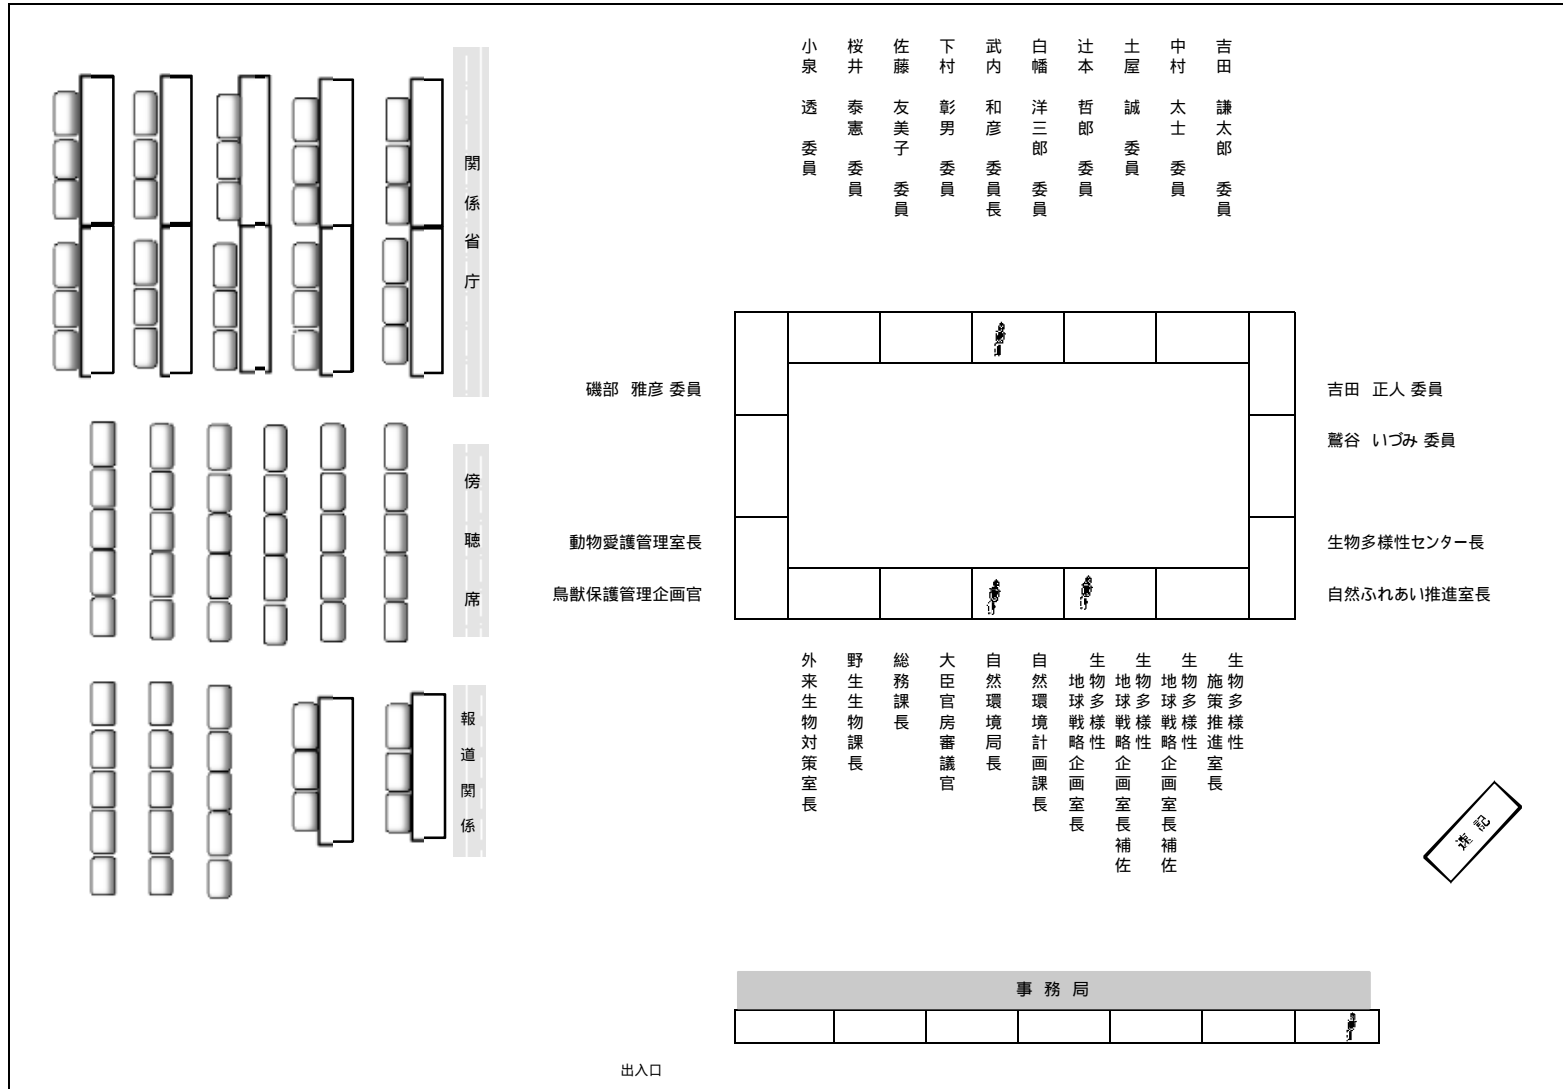 小泉 透 委員
桜井 泰憲 委員
佐藤 友美子 委員
下村 彰男 委員
武内 和彦 委員長
白幡 洋三郎 委員
辻本 哲郎 委員
土屋 誠 委員
中村 太士 委員
吉田 謙太郎 委員
関係省庁
磯部 雅彦 委員
吉田 正人 委員
鷲谷 いづみ 委員
傍聴席
動物愛護管理室長
生物多様性センター長
鳥獣保護管理企画官
自然ふれあい推進室長
外来生物対策室長
野生生物課長
総務課長
大臣官房審議官
自然環境局長
自然環境計画課長
生物多様性
地球戦略企画室長
生物多様性
地球戦略企画室長補佐
生物多様性
地球戦略企画室長補佐
生物多様性
施策推進室長
報道関係
速記
事務局
出入口